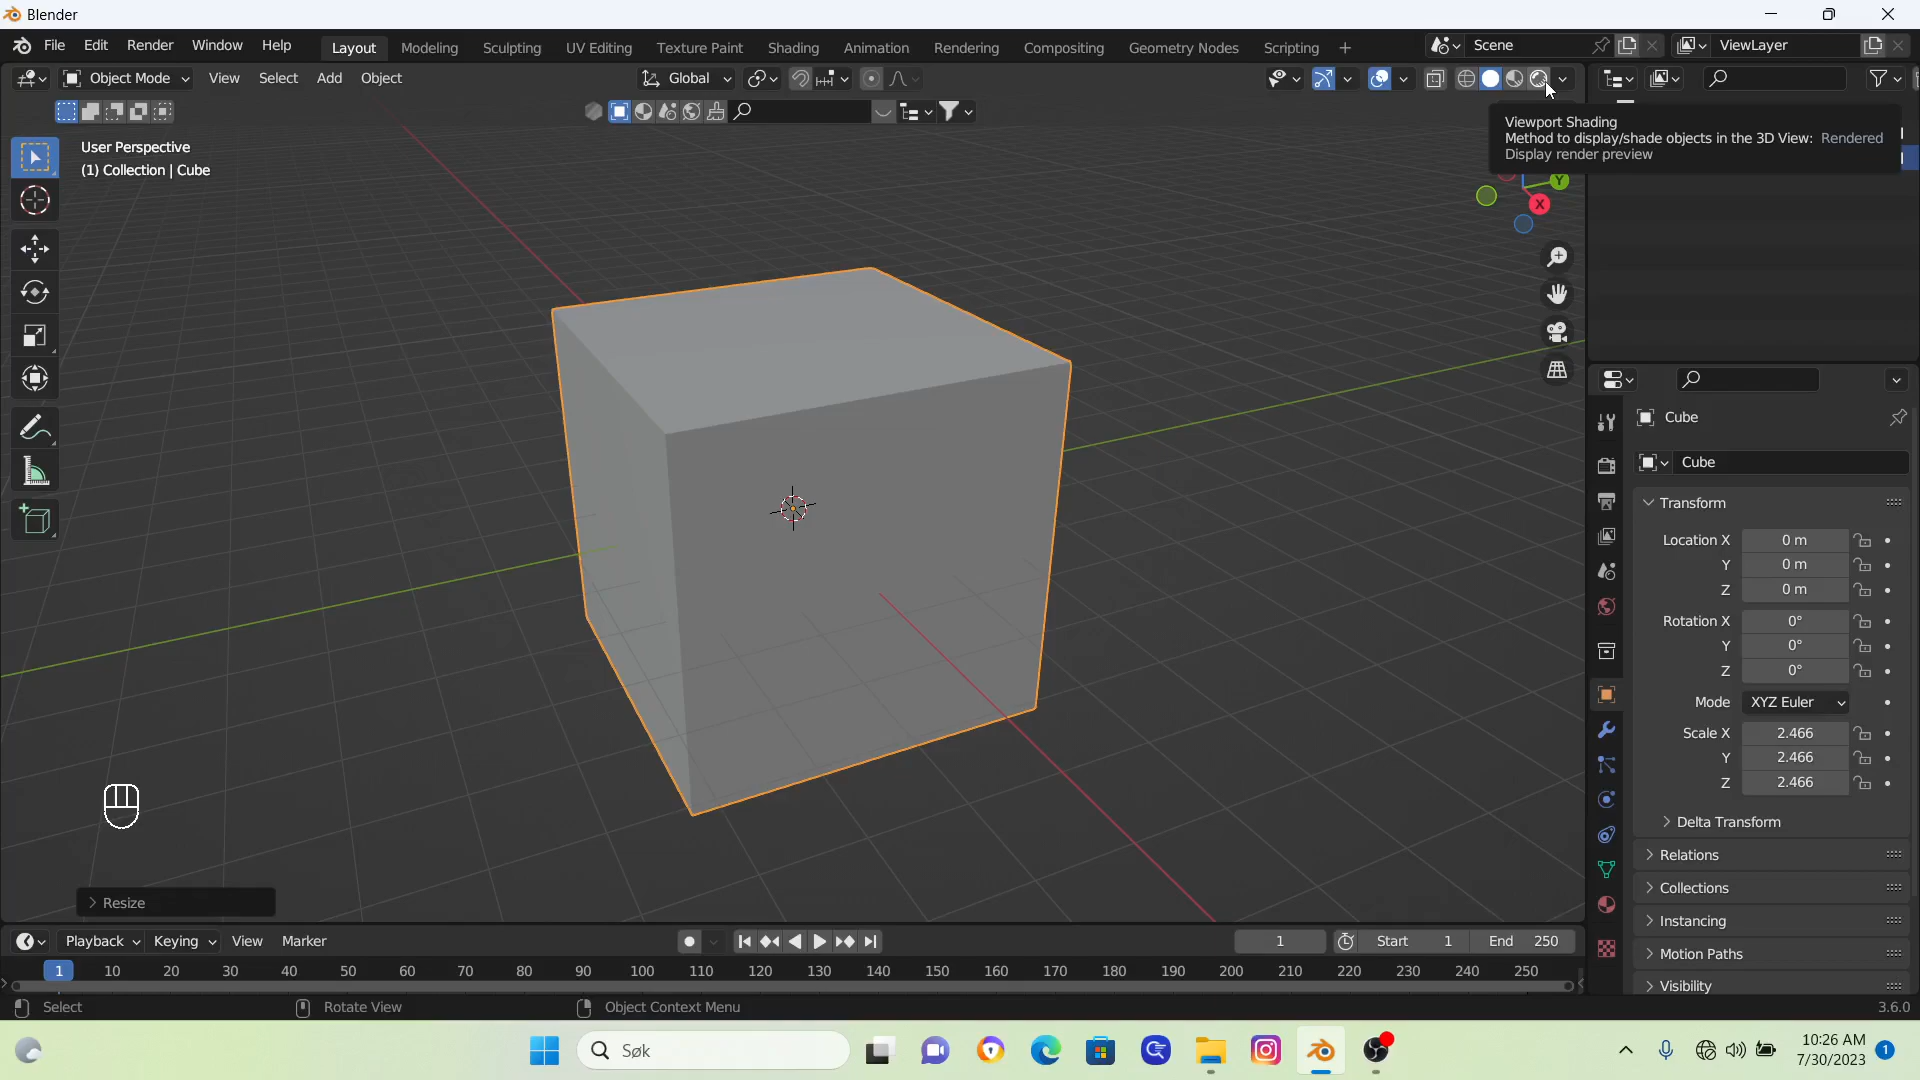 Blender
File Edit Render Window Help Layout Modeling Sculpting UV Editing Texture Paint Shading Animation Rendering Compositing Geometry Nodes Scripting + Scene ViewLayer
Object Mode View Select Add Object Global
Viewport Shading
Method to display/shade objects in the 3D View: Rendered
Display render preview
User Perspective
(1) Collection | Cube
Y
X
Cube
Cube
Transform
Location X 0 m
Y 0 m
Z 0 m
Rotation X 0°
Y 0°
Z 0°
Mode XYZ Euler
Scale X 2.466
Y 2.466
Z 2.466
Delta Transform
Relations
Collections
Instancing
Motion Paths
Visibility
Resize
Playback Keying View Marker 1 Start 1 End 250
1 10 20 30 40 50 60 70 80 90 100 110 120 130 140 150 160 170 180 190 200 210 220 230 240 250
Select Rotate View Object Context Menu 3.6.0
Søk
10:26 AM
7/30/2023
1